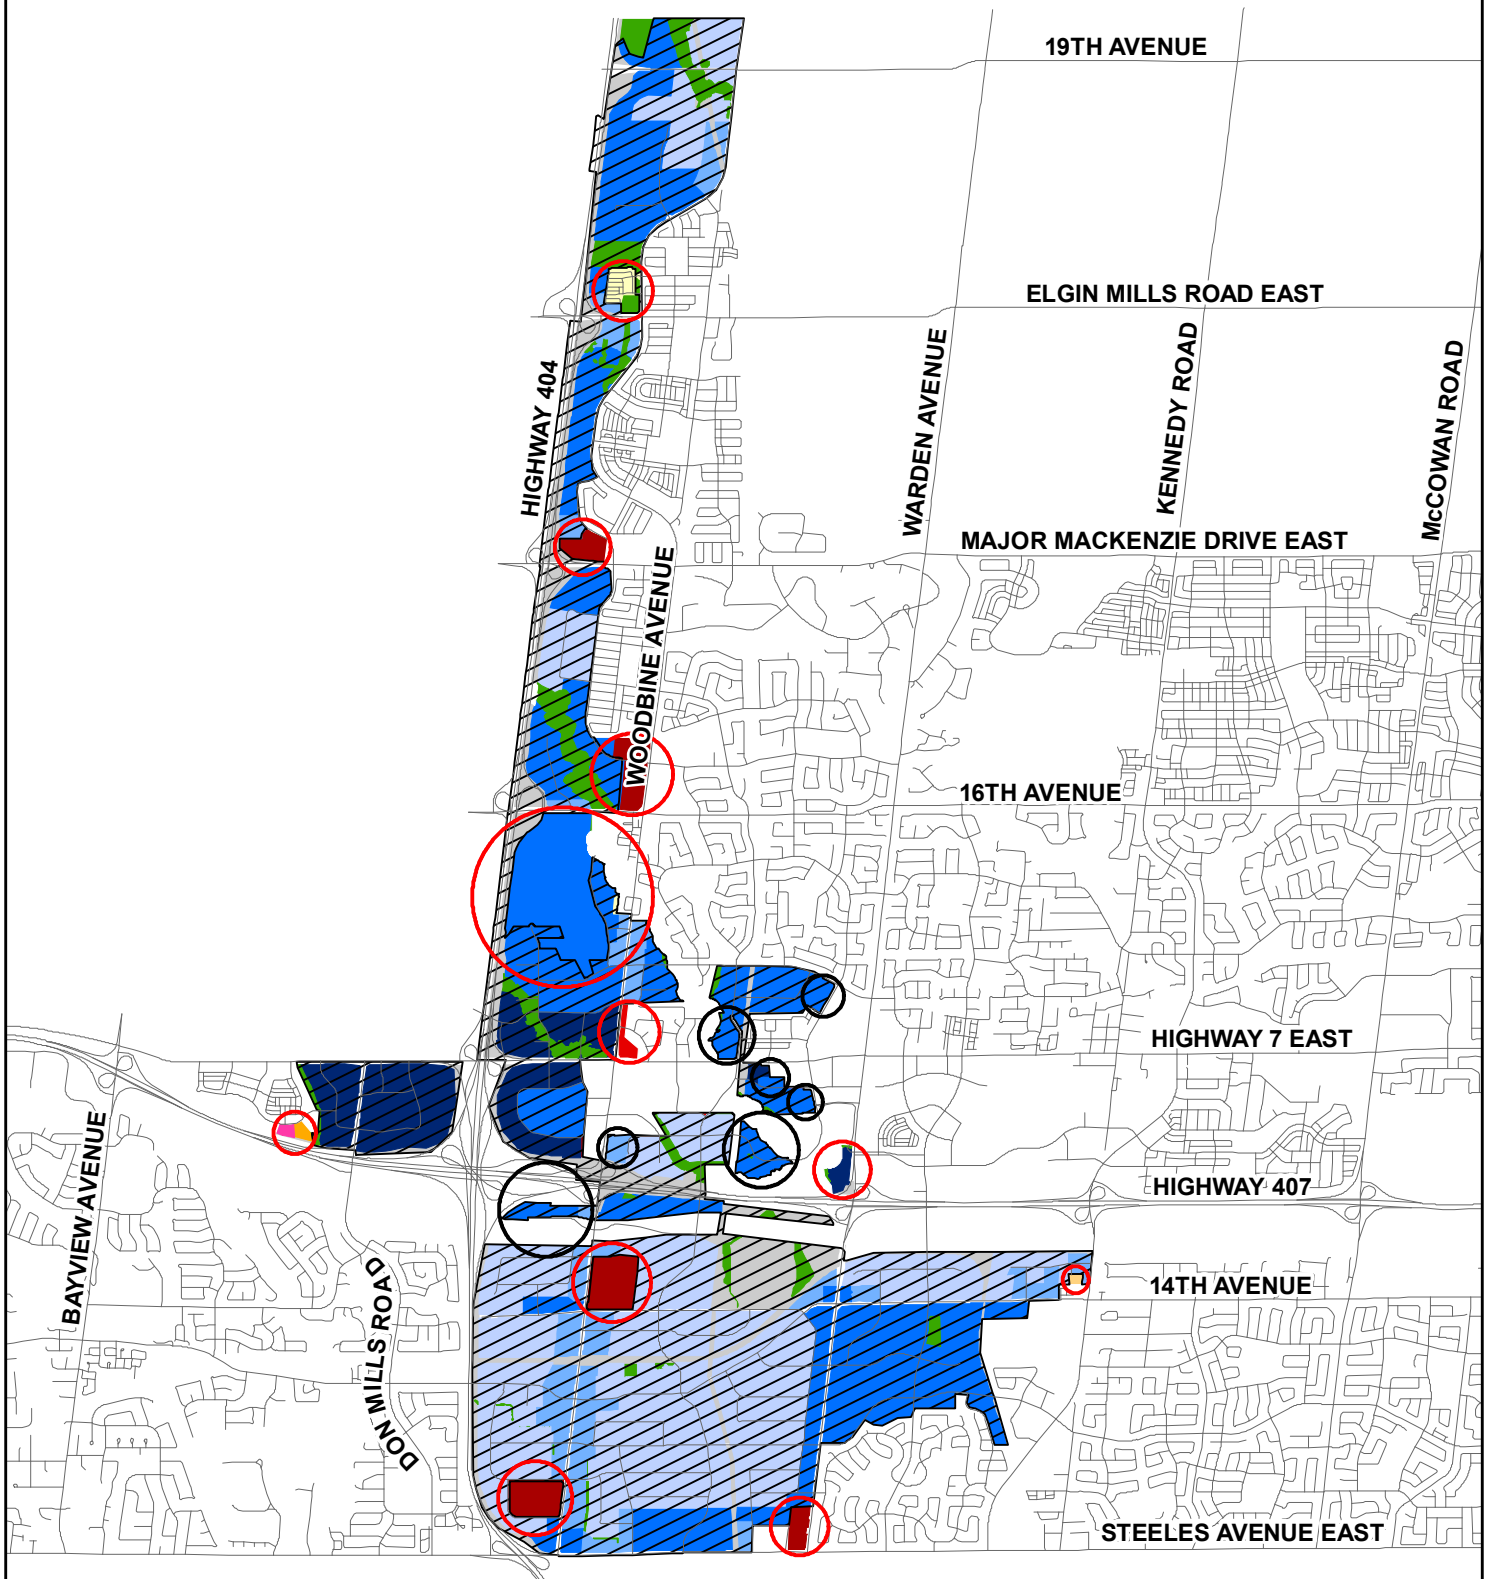 19TH AVENUE
ELGIN MILLS ROAD EAST
HIGHWAY 404
WARDEN AVENUE
KENNEDY ROAD
McCOWAN ROAD
MAJOR MACKENZIE DRIVE EAST
WOODBINE AVENUE
16TH AVENUE
HIGHWAY 7 EAST
BAYVIEW AVENUE
HIGHWAY 407
DON MILLS ROAD
14TH AVENUE
STEELES AVENUE EAST